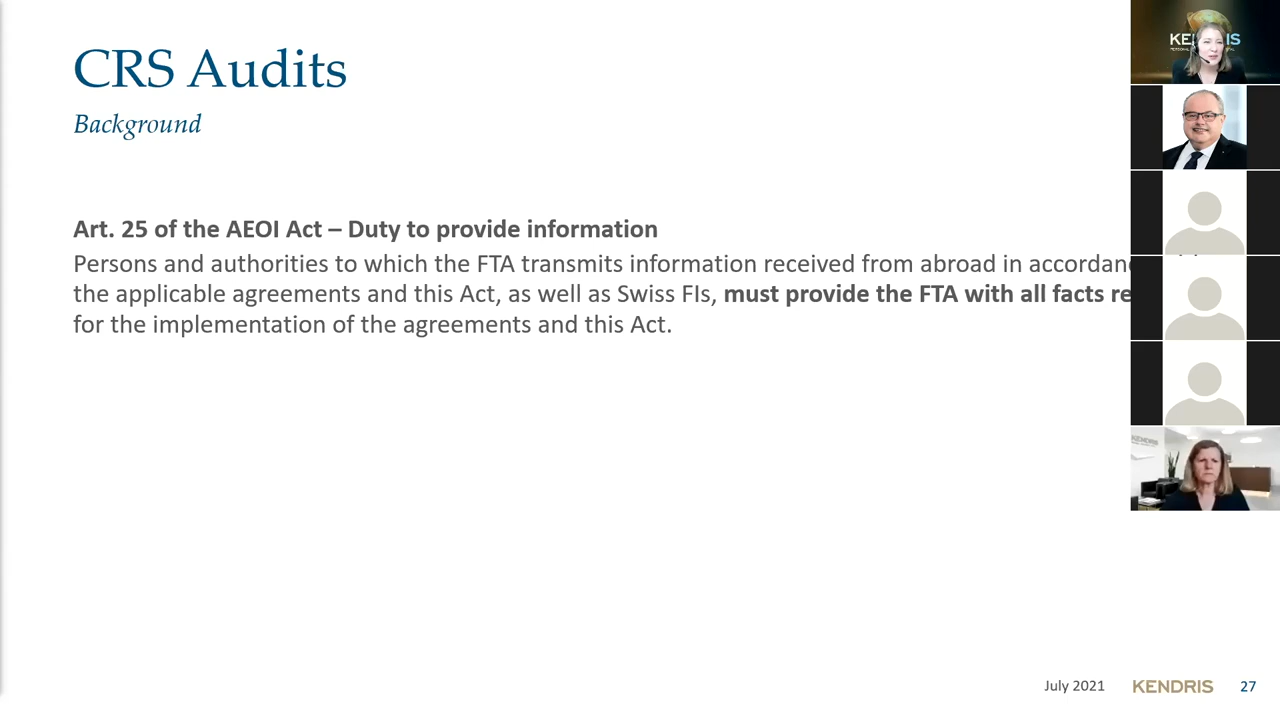 CRS Audits
Background
Art. 25 of the AEOI Act – Duty to provide information
Persons and authorities to which the FTA transmits information received from abroad in
the applicable agreements and this Act, as well as Swiss FIs, must provide the FTA with all facts
for the implementation of the agreements and this Act.
July 2021 KENDRIS 27
KENDRIS